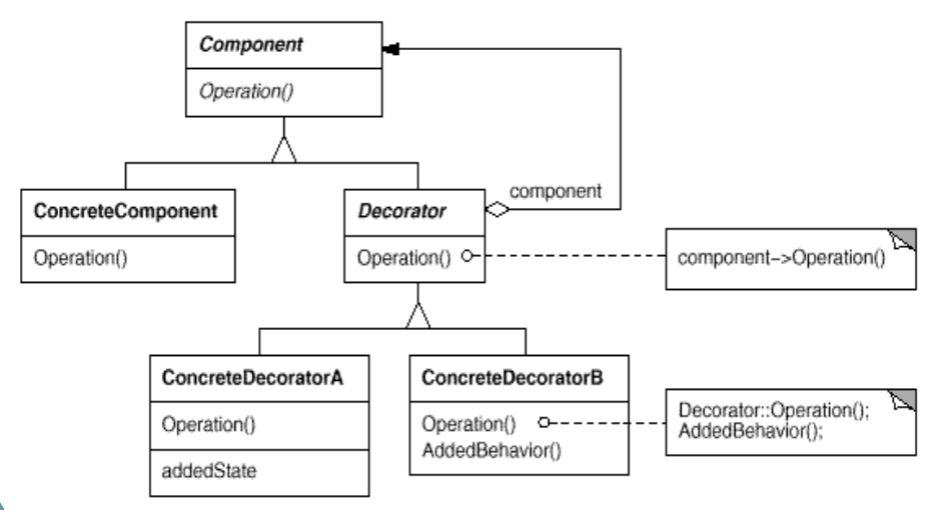 Component
Operation()
component
ConcreteComponent
Operation()
Decorator
Operation()
component->Operation()
ConcreteDecoratorA
Operation()
addedState
ConcreteDecoratorB
Operation()
AddedBehavior()
Decorator::Operation();
AddedBehavior();